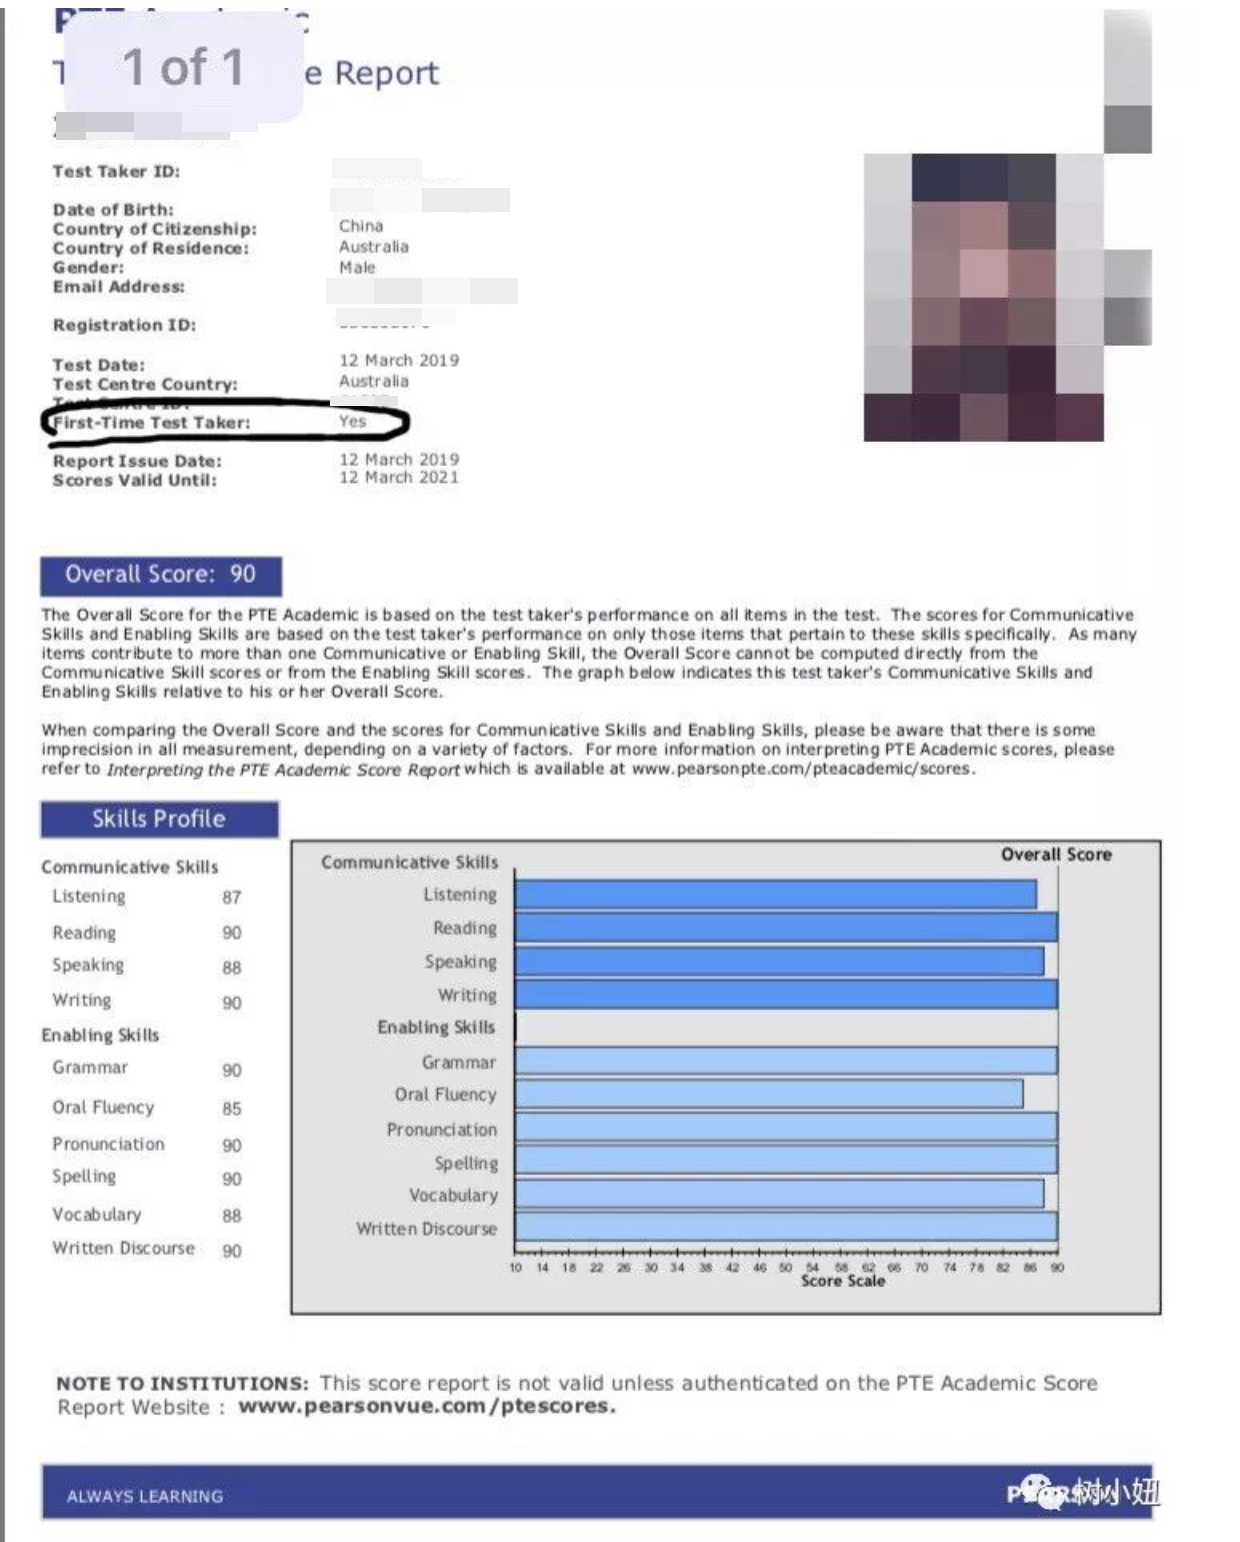 1 of 1
e Report
Test Taker ID:
Date of Birth:
Country of Citizenship: China
Country of Residence: Australia
Gender: Male
Email Address:
Registration ID:
Test Date: 12 March 2019
Test Centre Country: Australia
Test Centre ID:
First-Time Test Taker: Yes
Report Issue Date: 12 March 2019
Scores Valid Until: 12 March 2021
Overall Score: 90
The Overall Score for the PTE Academic is based on the test taker's performance on all items in the test. The scores for Communicative
Skills and Enabling Skills are based on the test taker's performance on only those items that pertain to these skills specifically. As many
items contribute to more than one Communicative or Enabling Skill, the Overall Score cannot be computed directly from the
Communicative Skill scores or from the Enabling Skill scores. The graph below indicates this test taker's Communicative Skills and
Enabling Skills relative to his or her Overall Score.
When comparing the Overall Score and the scores for Communicative Skills and Enabling Skills, please be aware that there is some
imprecision in all measurement, depending on a variety of factors. For more information on interpreting PTE Academic scores, please
refer to Interpreting the PTE Academic Score Report which is available at www.pearsonpte.com/pteacademic/scores.
Skills Profile
Communicative Skills
Listening 87
Reading 90
Speaking 88
Writing 90
Enabling Skills
Grammar 90
Oral Fluency 85
Pronunciation 90
Spelling 90
Vocabulary 88
Written Discourse 90
Communicative Skills
Overall Score
Listening
Reading
Speaking
Writing
Enabling Skills
Grammar
Oral Fluency
Pronunciation
Spelling
Vocabulary
Written Discourse
10 14 18 22 26 30 34 38 42 46 50 54 58 62 66 70 74 78 82 86 90
Score Scale
NOTE TO INSTITUTIONS: This score report is not valid unless authenticated on the PTE Academic Score
Report Website : www.pearsonvue.com/ptescores.
ALWAYS LEARNING
树小妞